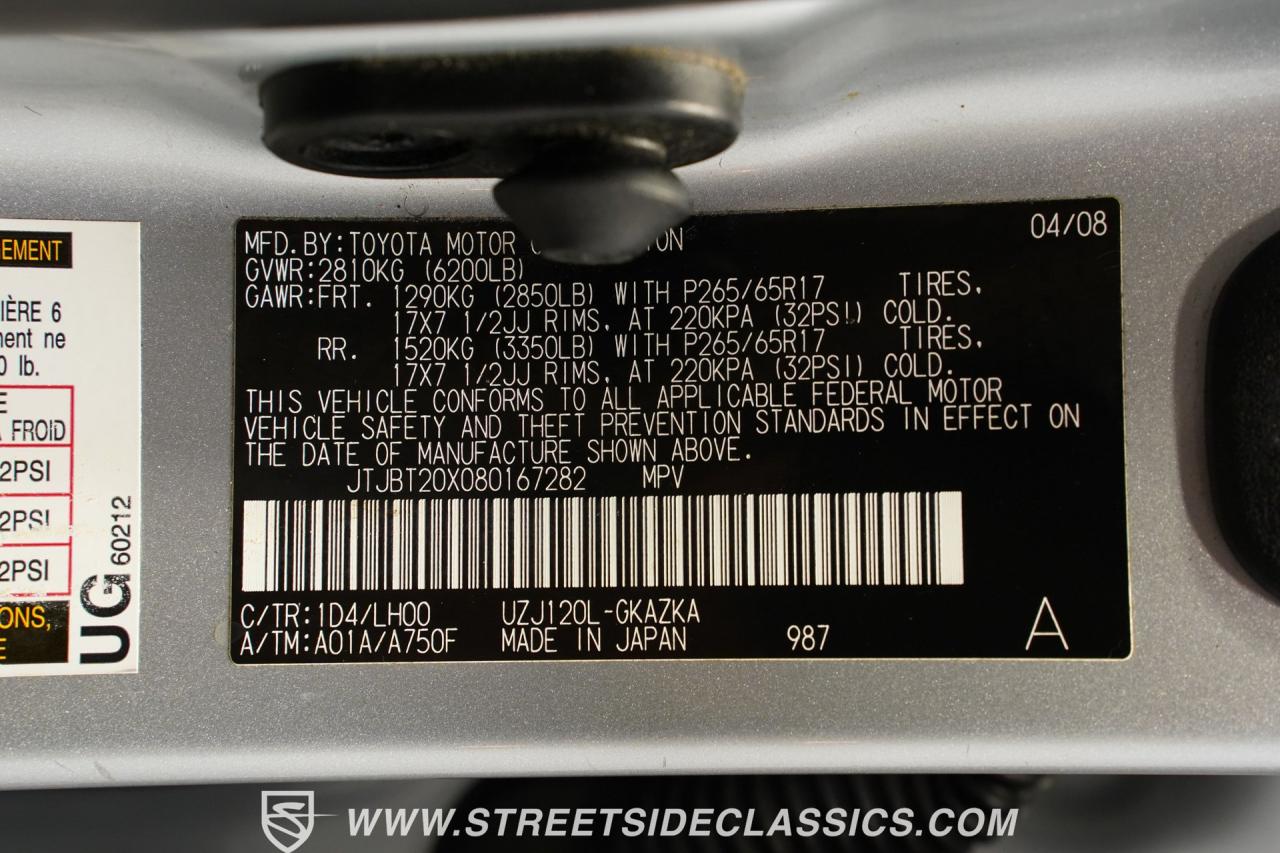 EMENT
IÈRE 6
ment ne
0 lb.
E
A FROID
2PSI
2PSI
2PSI
ONS,
E
UG 60212
04/08
MFD. BY: TOYOTA MOTOR
GVWR: 2810KG (6200LB)
GAWR: FRT. 1290KG (2850LB) WITH P265/65R17 TIRES,
17X7 1/2JJ RIMS, AT 220KPA (32PSI) COLD.
RR. 1520KG (3350LB) WITH P265/65R17 TIRES,
17X7 1/2JJ RIMS, AT 220KPA (32PSI) COLD.
THIS VEHICLE CONFORMS TO ALL APPLICABLE FEDERAL MOTOR
VEHICLE SAFETY AND THEFT PREVENTION STANDARDS IN EFFECT ON
THE DATE OF MANUFACTURE SHOWN ABOVE.
JTJBT20X080167282 MPV
C/TR: 1D4/LH00 UZJ120L-GKAZKA
A/TM: A01A/A750F MADE IN JAPAN 987 A
WWW.STREETSIDECLASSICS.COM